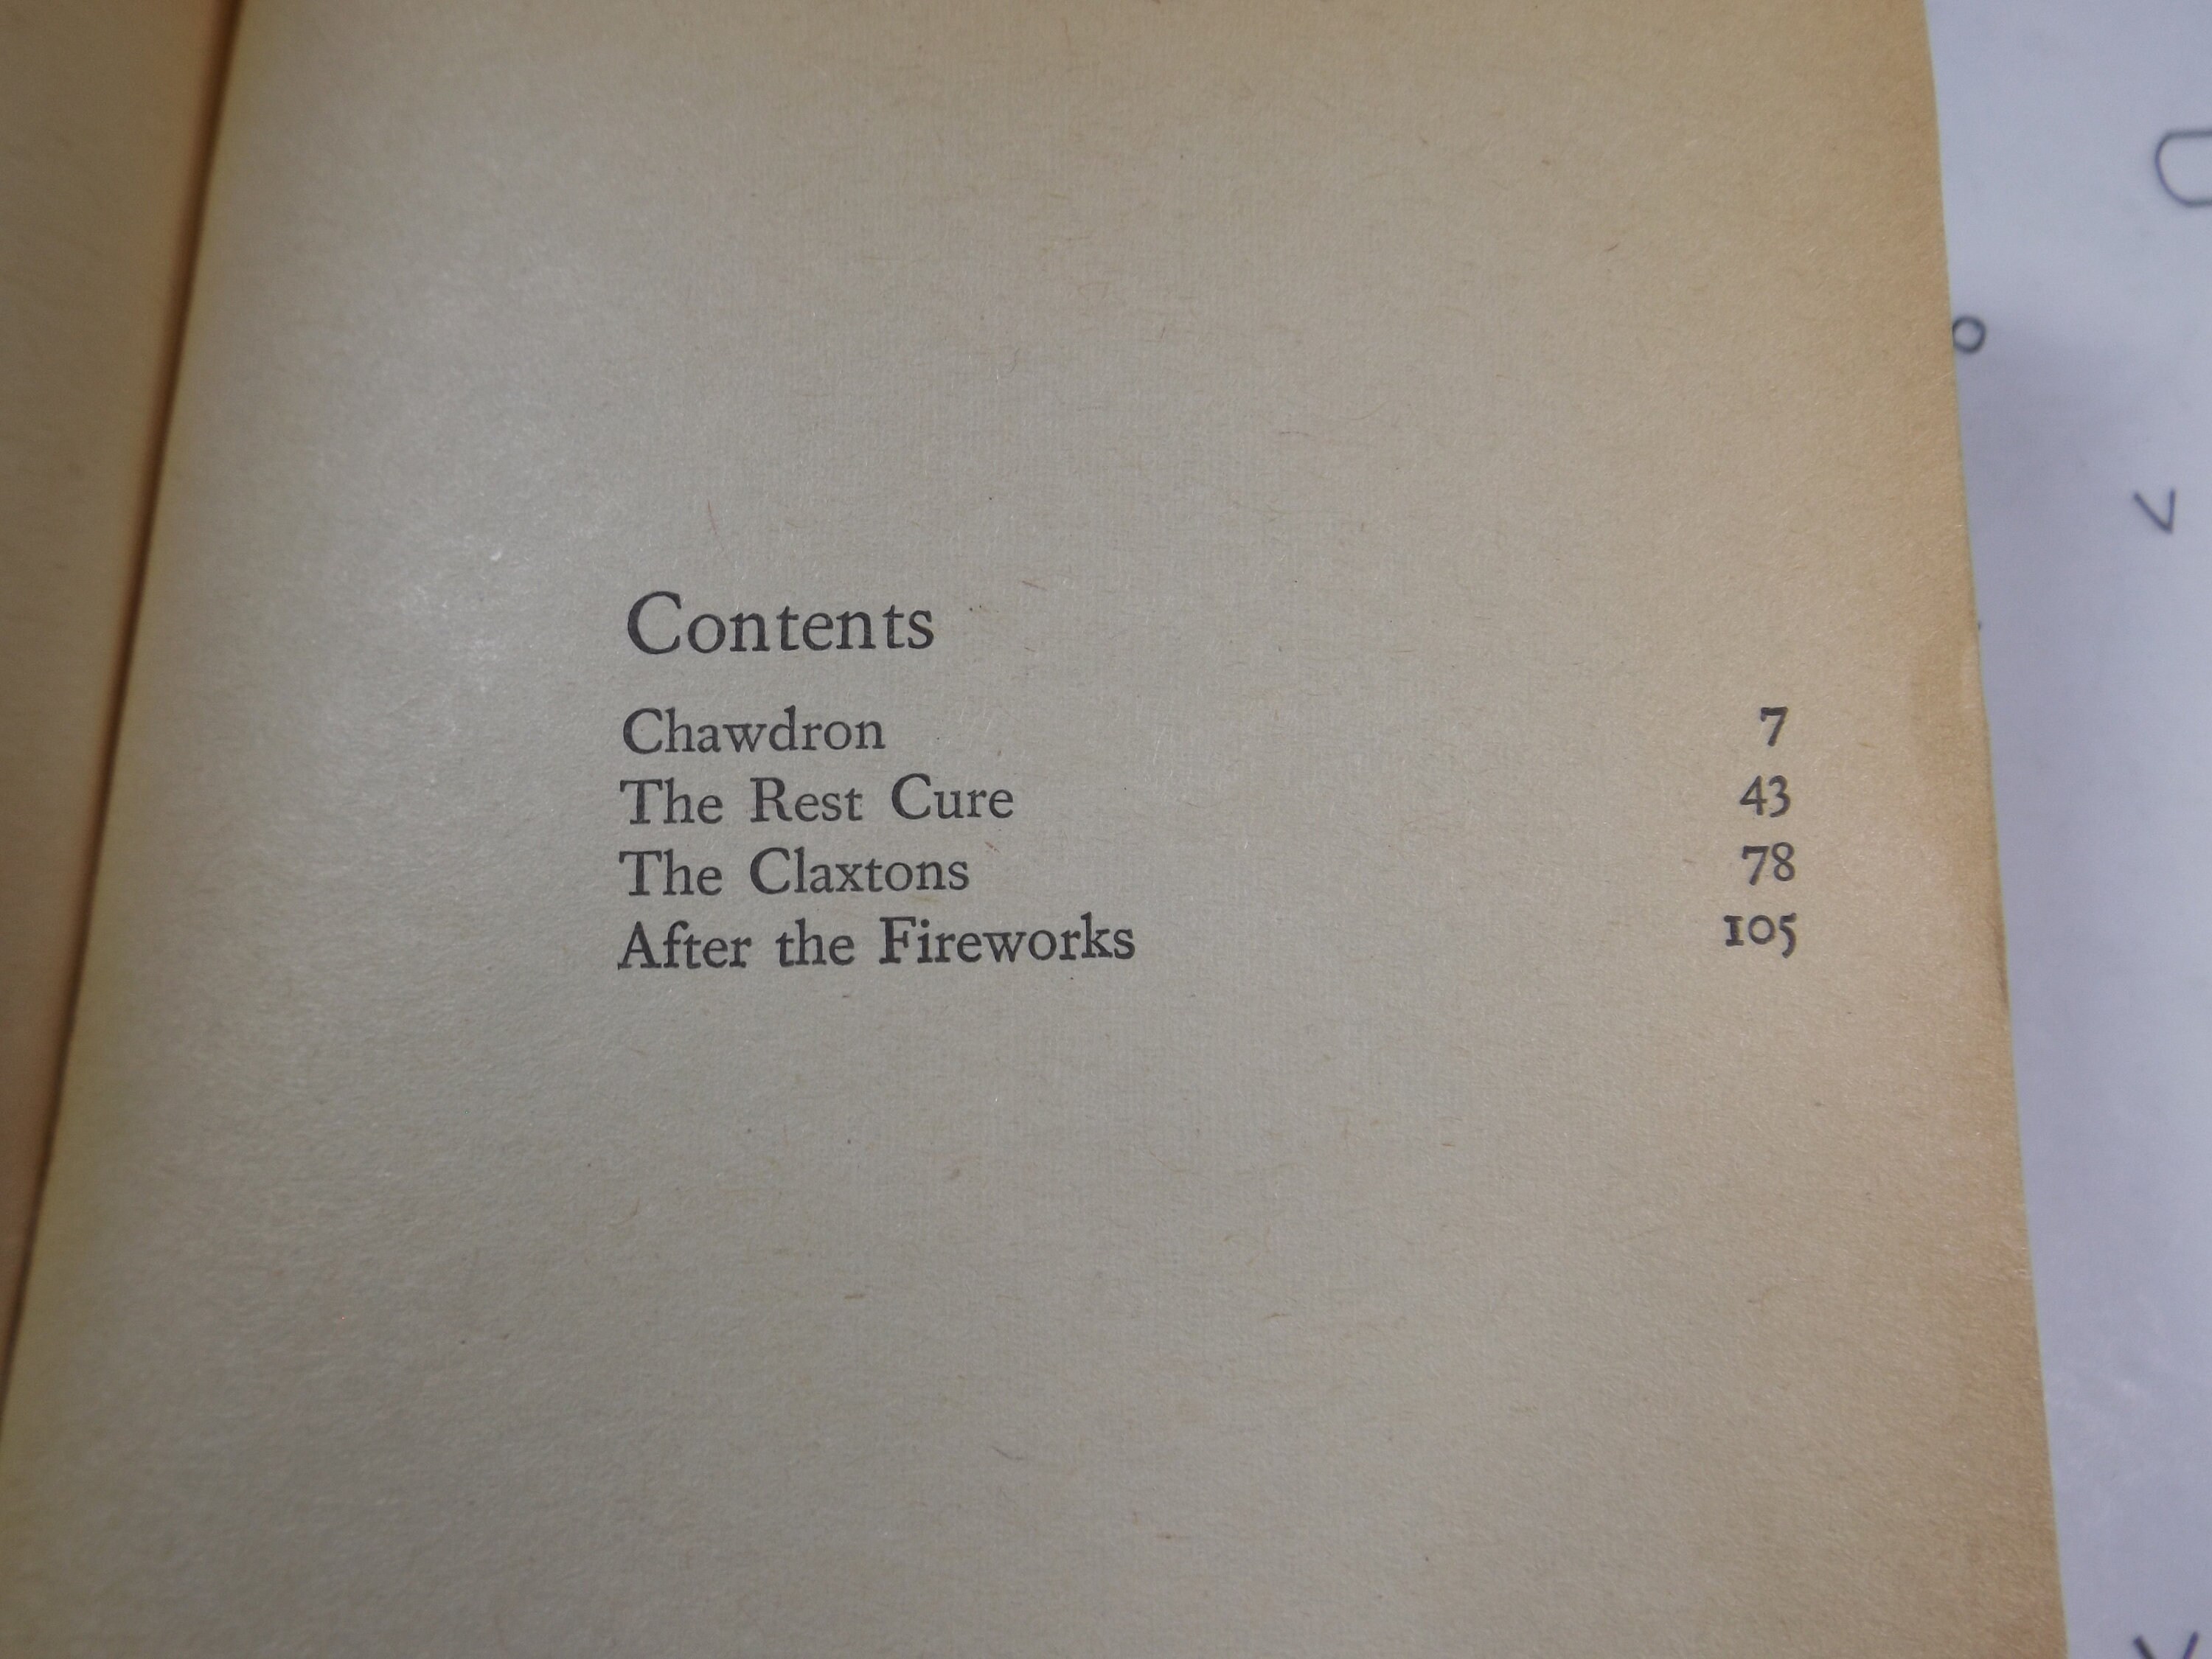 Contents
Chawdron 7
The Rest Cure 43
The Claxtons 78
After the Fireworks 105